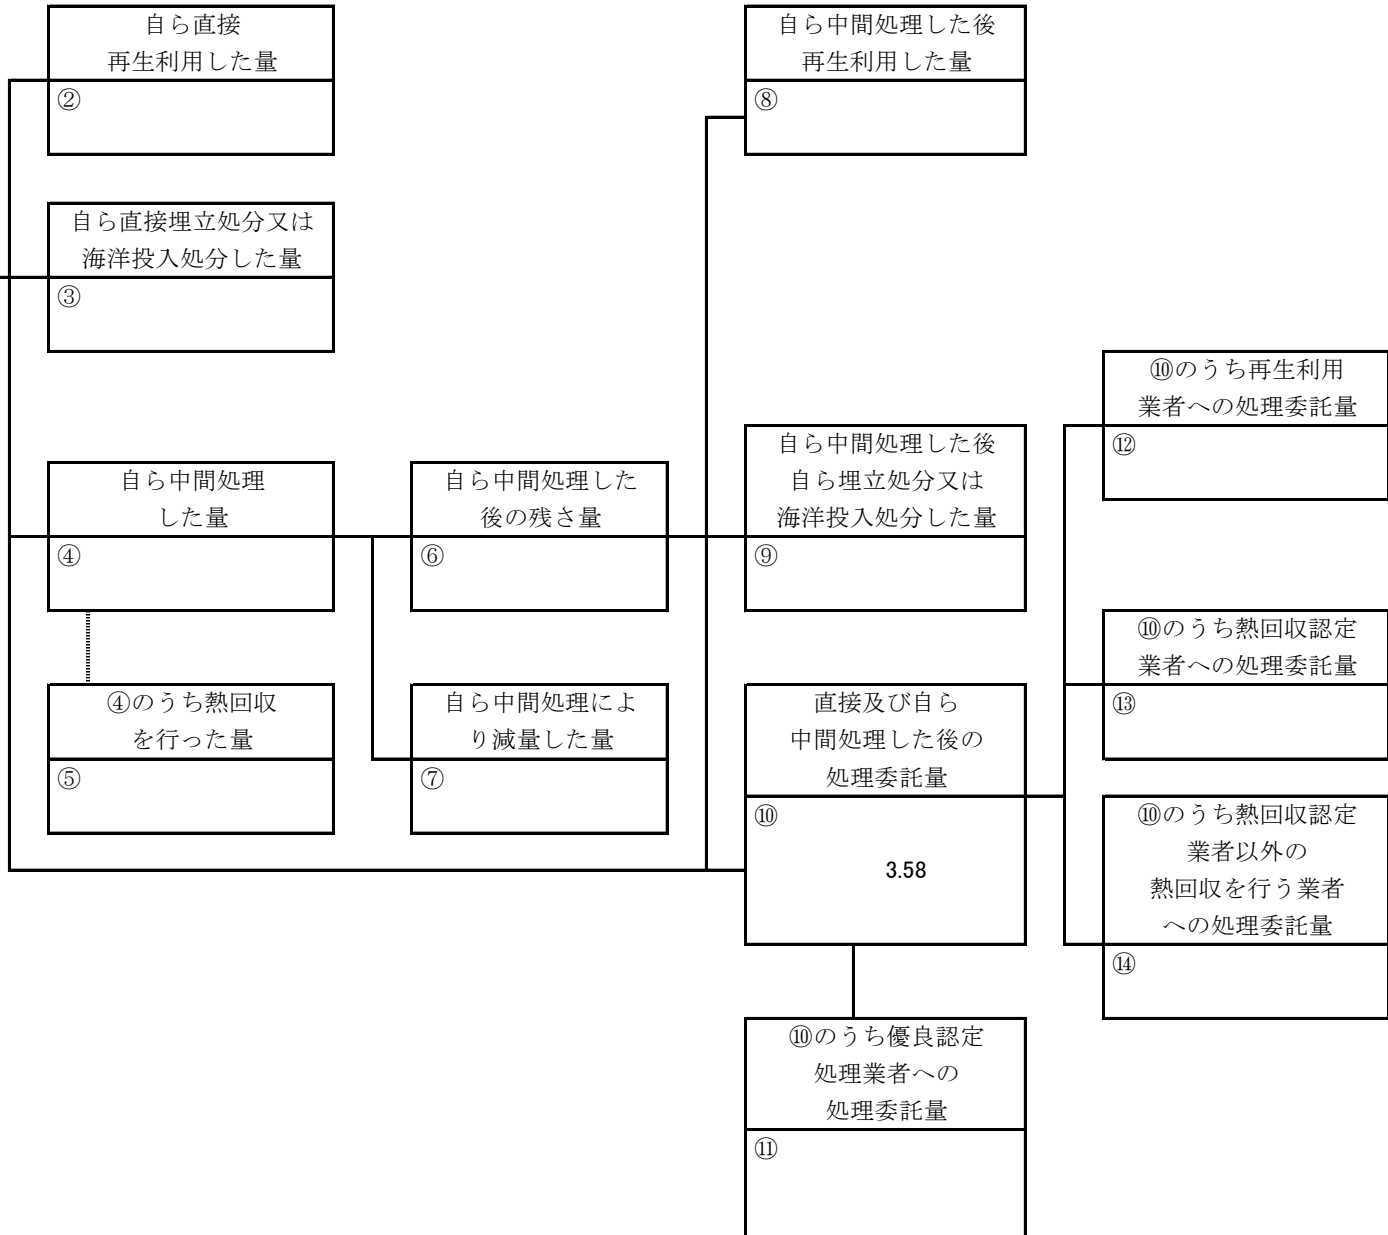 自ら直接
再生利用した量
②
自ら中間処理した後
再生利用した量
⑧
自ら直接埋立処分又は
海洋投入処分した量
③
⑩のうち再生利用
業者への処理委託量
⑫
自ら中間処理
した量
④
自ら中間処理した
後の残さ量
⑥
自ら中間処理した後
自ら埋立処分又は
海洋投入処分した量
⑨
⑩のうち熱回収認定
業者への処理委託量
⑬
④のうち熱回収
を行った量
⑤
自ら中間処理によ
り減量した量
⑦
直接及び自ら
中間処理した後の
処理委託量
⑩
3.58
⑩のうち熱回収認定
業者以外の
熱回収を行う業者
への処理委託量
⑭
⑩のうち優良認定
処理業者への
処理委託量
⑪